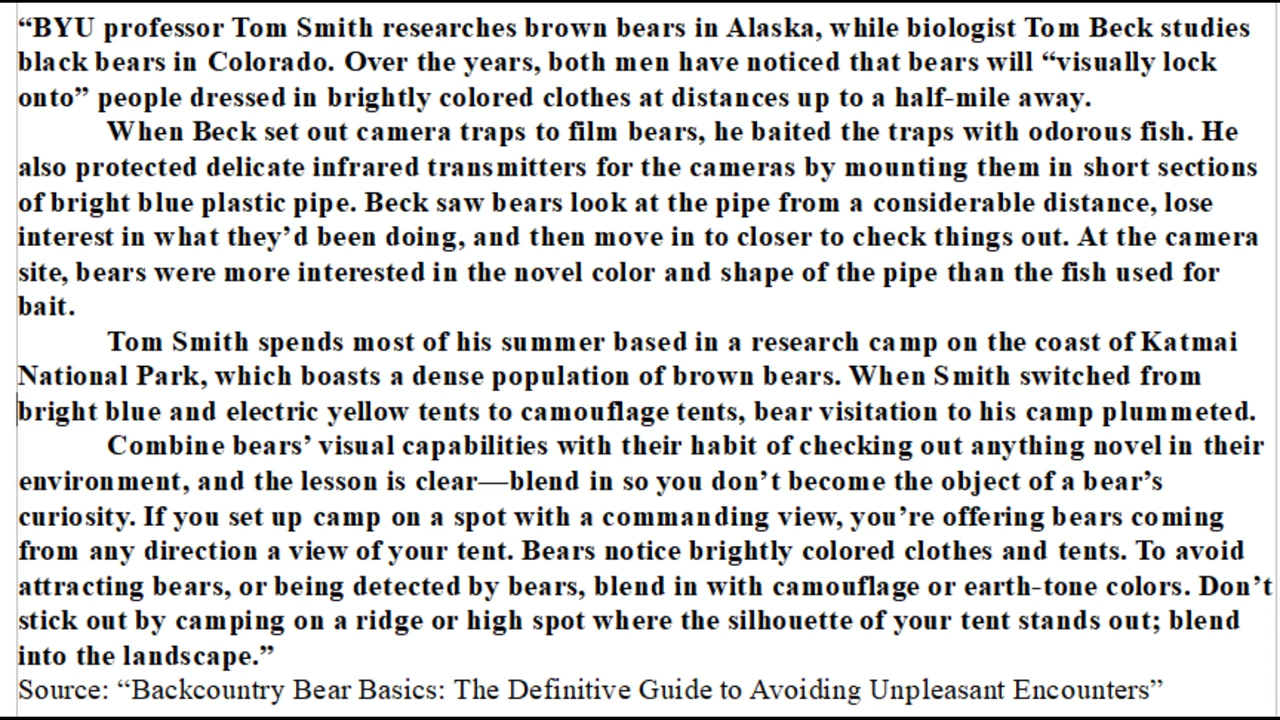 “BYU professor Tom Smith researches brown bears in Alaska, while biologist Tom Beck studies
black bears in Colorado. Over the years, both men have noticed that bears will “visually lock
onto” people dressed in brightly colored clothes at distances up to a half-mile away.
When Beck set out camera traps to film bears, he baited the traps with odorous fish. He
also protected delicate infrared transmitters for the cameras by mounting them in short sections
of bright blue plastic pipe. Beck saw bears look at the pipe from a considerable distance, lose
interest in what they’d been doing, and then move in to closer to check things out. At the camera
site, bears were more interested in the novel color and shape of the pipe than the fish used for
bait.
Tom Smith spends most of his summer based in a research camp on the coast of Katmai
National Park, which boasts a dense population of brown bears. When Smith switched from
bright blue and electric yellow tents to camouflage tents, bear visitation to his camp plummeted.
Combine bears’ visual capabilities with their habit of checking out anything novel in their
environment, and the lesson is clear—blend in so you don’t become the object of a bear’s
curiosity. If you set up camp on a spot with a commanding view, you’re offering bears coming
from any direction a view of your tent. Bears notice brightly colored clothes and tents. To avoid
attracting bears, or being detected by bears, blend in with camouflage or earth-tone colors. Don’t
stick out by camping on a ridge or high spot where the silhouette of your tent stands out; blend
into the landscape.”
Source: “Backcountry Bear Basics: The Definitive Guide to Avoiding Unpleasant Encounters”